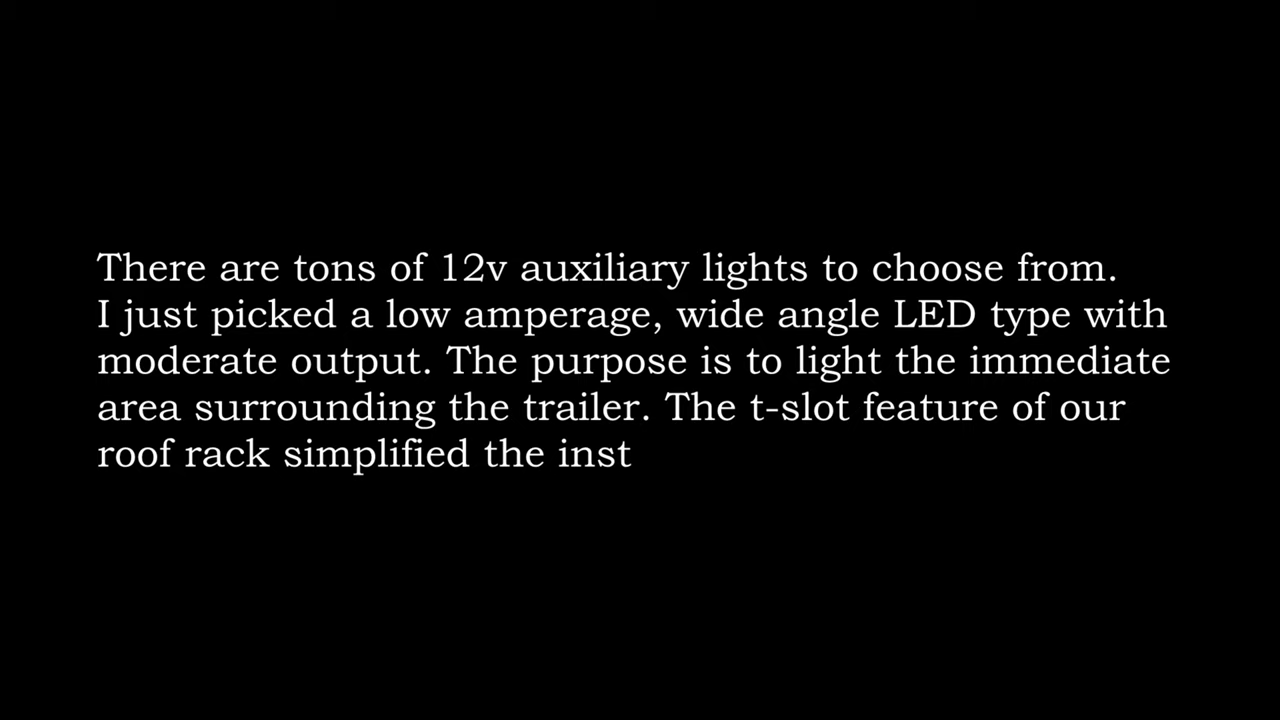 There are tons of 12v auxiliary lights to choose from.
I just picked a low amperage, wide angle LED type with
moderate output. The purpose is to light the immediate
area surrounding the trailer. The t-slot feature of our
roof rack simplified the inst